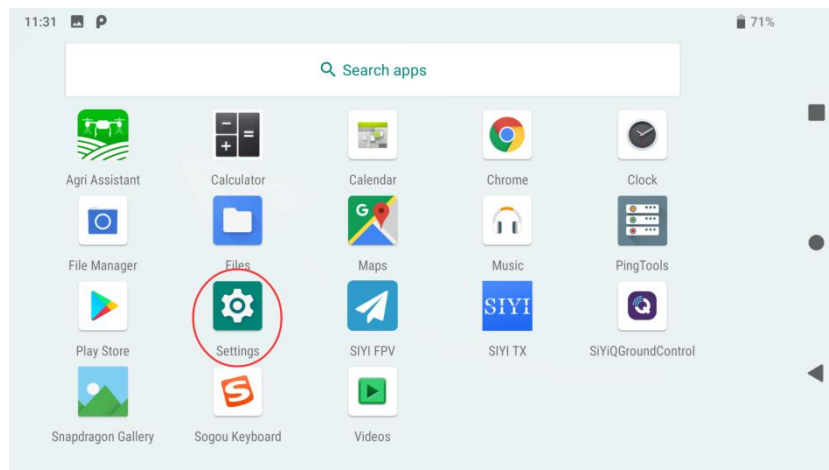 11:31 71%
Search apps
Agri Assistant Calculator Calendar Chrome Clock
G
File Manager Files Maps Music PingTools
SIYI
Play Store Settings SIYI FPV SIYI TX SiYiQGroundControl
Snapdragon Gallery Sogou Keyboard Videos